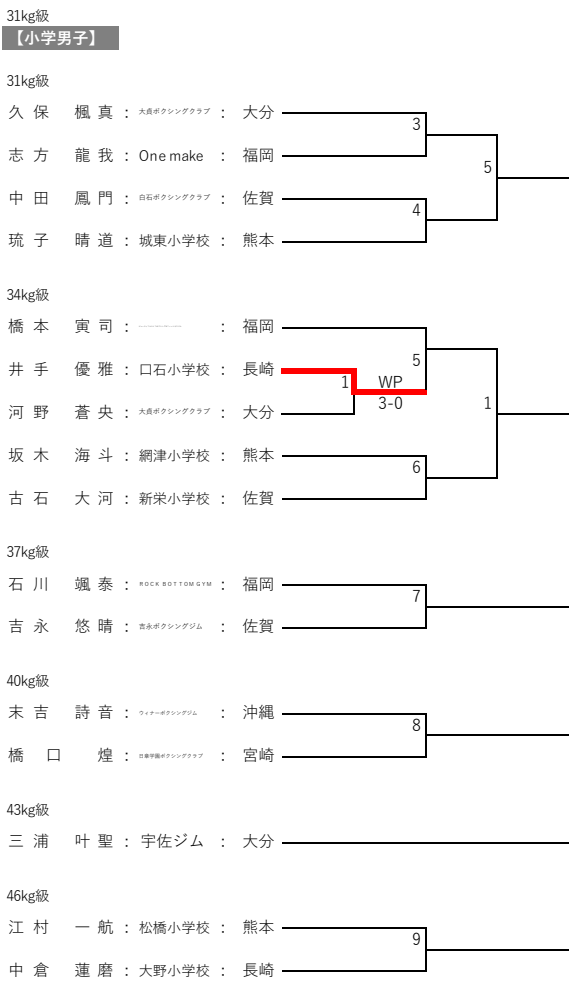 31kg級
【小学男子】
31kg級
久保 楓真 : 大貞ボクシングクラブ : 大分
3
志方 龍我 : One make : 福岡
5
中田 鳳門 : 白石ボクシングクラブ : 佐賀
4
琉子 晴道 : 城東小学校 : 熊本
34kg級
橋本 寅司 : : 福岡
5
井手 優雅 : 口石小学校 : 長崎
1 WP
3-0 1
河野 蒼央 : 大貞ボクシングクラブ : 大分
坂木 海斗 : 網津小学校 : 熊本
6
古石 大河 : 新栄小学校 : 佐賀
37kg級
石川 颯泰 : ROCK BOTTOM GYM : 福岡
7
吉永 悠晴 : 吉永ボクシングジム : 佐賀
40kg級
末吉 詩音 : ウィナーボクシングジム : 沖縄
8
橋口 煌 : 日章学園ボクシングクラブ : 宮崎
43kg級
三浦 叶聖 : 宇佐ジム : 大分
46kg級
江村 一航 : 松橋小学校 : 熊本
9
中倉 蓮磨 : 大野小学校 : 長崎